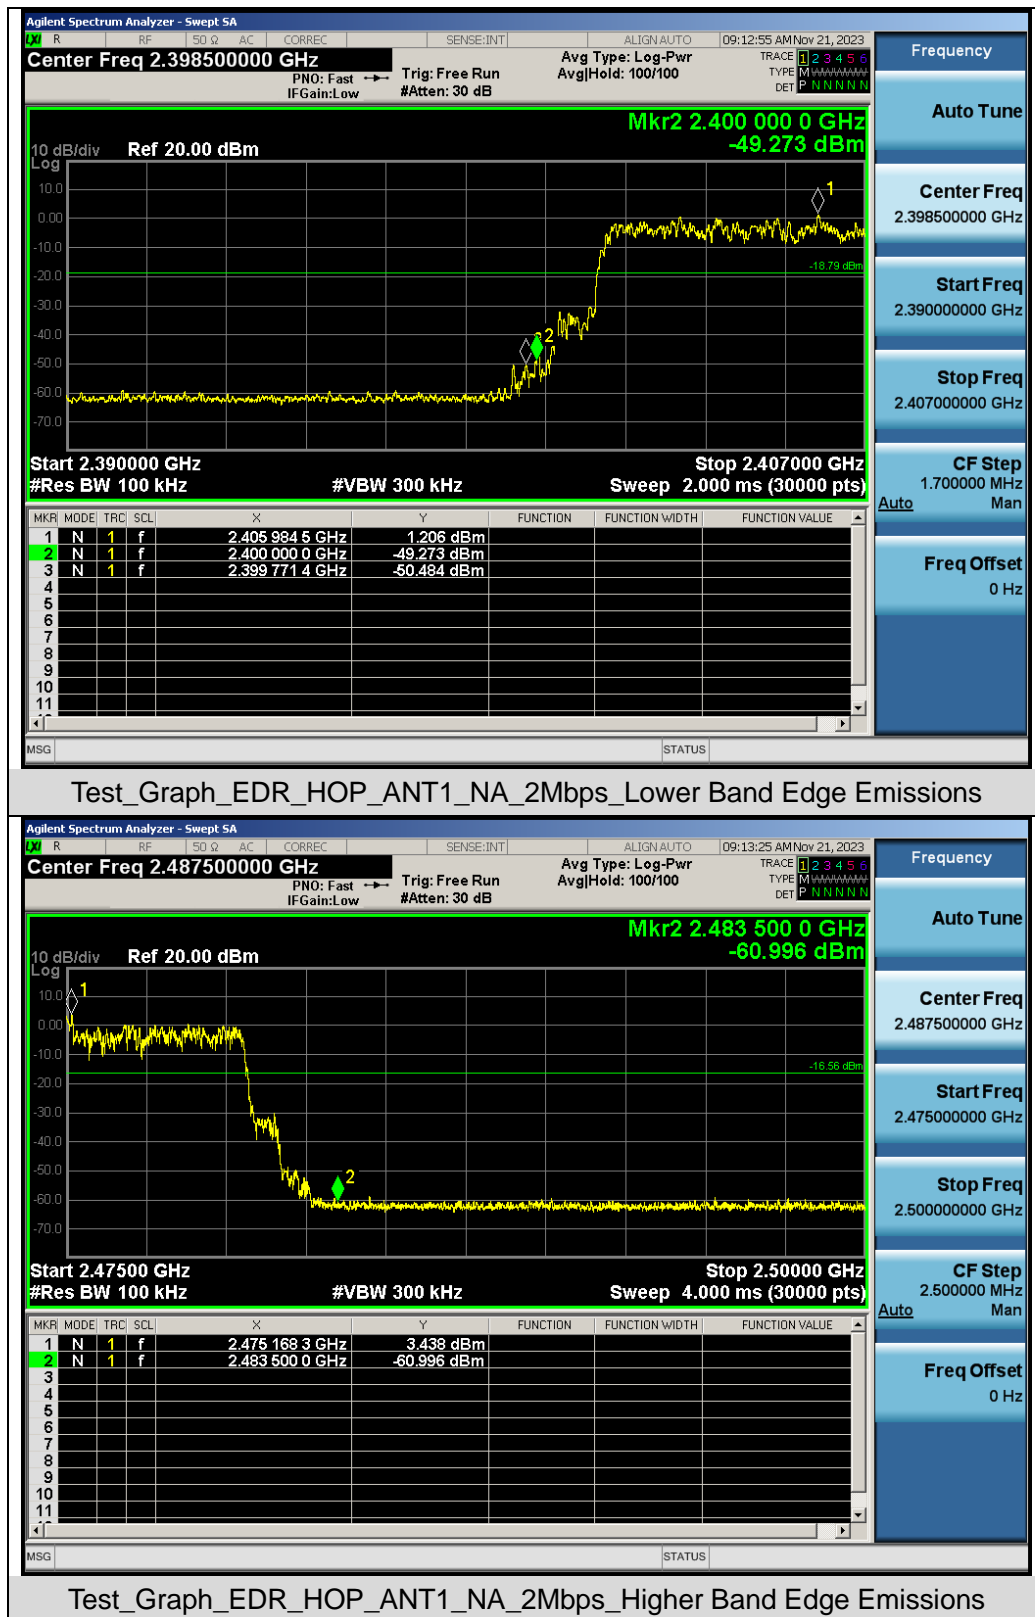 Agilent Spectrum Analyzer - Swept SA
LXI R RF 50 Ω AC CORREC SENSE:INT ALIGN AUTO 09:12:55 AM Nov 21, 2023
Center Freq 2.398500000 GHz
PNO: Fast
IFGain:Low
Trig: Free Run
#Atten: 30 dB
Avg Type: Log-Pwr
Avg|Hold: 100/100
TRACE 1 2 3 4 5 6
TYPE M
DET P N N N N N
Mkr2 2.400 000 0 GHz
-49.273 dBm
10 dB/div Ref 20.00 dBm
Log
10.0
0.00
-10.0
-20.0
-30.0
-40.0
-50.0
-60.0
-70.0
1
-18.79 dBm
2
Start 2.390000 GHz Stop 2.407000 GHz
#Res BW 100 kHz #VBW 300 kHz Sweep 2.000 ms (30000 pts)
MKR MODE TRC SCL X Y FUNCTION FUNCTION WIDTH FUNCTION VALUE
1 N 1 f 2.405 984 5 GHz 1.206 dBm
2 N 1 f 2.400 000 0 GHz -49.273 dBm
3 N 1 f 2.399 771 4 GHz -50.484 dBm
4
5
6
7
8
9
10
11
MSG STATUS
Frequency
Auto Tune
Center Freq
2.398500000 GHz
Start Freq
2.390000000 GHz
Stop Freq
2.407000000 GHz
CF Step
1.700000 MHz
Auto Man
Freq Offset
0 Hz
Test_Graph_EDR_HOP_ANT1_NA_2Mbps_Lower Band Edge Emissions
Agilent Spectrum Analyzer - Swept SA
LXI R RF 50 Ω AC CORREC SENSE:INT ALIGN AUTO 09:13:25 AM Nov 21, 2023
Center Freq 2.487500000 GHz
PNO: Fast
IFGain:Low
Trig: Free Run
#Atten: 30 dB
Avg Type: Log-Pwr
Avg|Hold: 100/100
TRACE 1 2 3 4 5 6
TYPE M
DET P N N N N N
Mkr2 2.483 500 0 GHz
-60.996 dBm
10 dB/div Ref 20.00 dBm
Log
10.0
0.00
-10.0
-20.0
-30.0
-40.0
-50.0
-60.0
-70.0
1
-16.56 dBm
2
Start 2.47500 GHz Stop 2.50000 GHz
#Res BW 100 kHz #VBW 300 kHz Sweep 4.000 ms (30000 pts)
MKR MODE TRC SCL X Y FUNCTION FUNCTION WIDTH FUNCTION VALUE
1 N 1 f 2.475 168 3 GHz 3.438 dBm
2 N 1 f 2.483 500 0 GHz -60.996 dBm
3
4
5
6
7
8
9
10
11
MSG STATUS
Frequency
Auto Tune
Center Freq
2.487500000 GHz
Start Freq
2.475000000 GHz
Stop Freq
2.500000000 GHz
CF Step
2.500000 MHz
Auto Man
Freq Offset
0 Hz
Test_Graph_EDR_HOP_ANT1_NA_2Mbps_Higher Band Edge Emissions